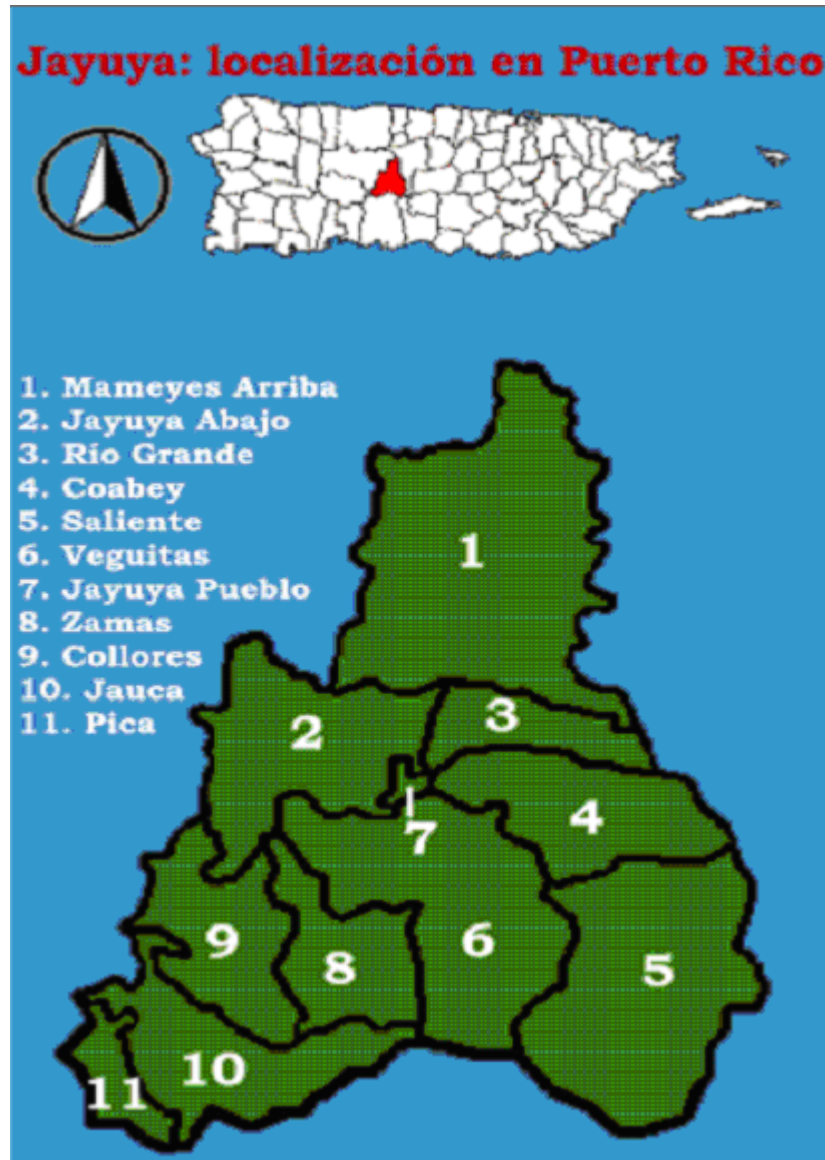 Jayuya: localización en Puerto Rico
1. Mameyes Arriba
2. Jayuya Abajo
3. Río Grande
4. Coabey
5. Saliente
6. Veguitas
7. Jayuya Pueblo
8. Zamas
9. Collores
10. Jauca
11. Pica
1
2
3
4
7
9
8
6
5
10
11